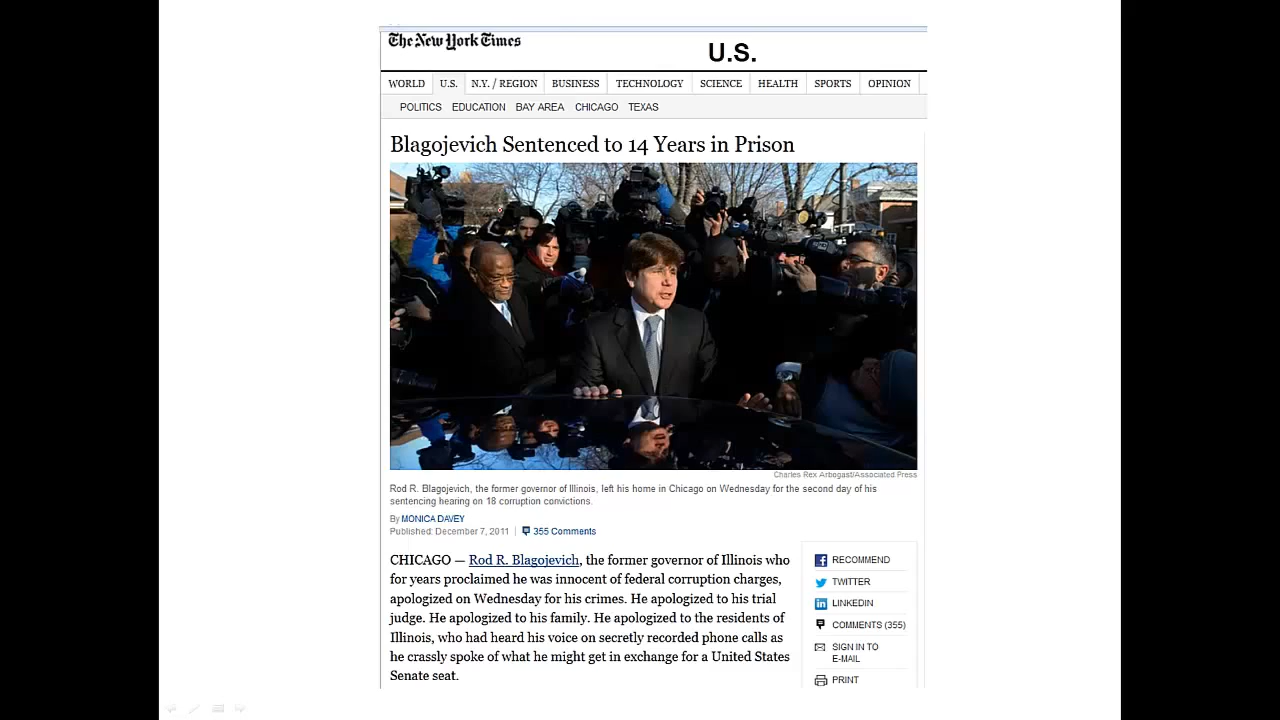 The New York Times
U.S.
WORLD U.S. N.Y. / REGION BUSINESS TECHNOLOGY SCIENCE HEALTH SPORTS OPINION
POLITICS EDUCATION BAY AREA CHICAGO TEXAS
Blagojevich Sentenced to 14 Years in Prison
Charles Rex Arbogast/Associated Press
Rod R. Blagojevich, the former governor of Illinois, left his home in Chicago on Wednesday for the second day of his
sentencing hearing on 18 corruption convictions.
By MONICA DAVEY
Published: December 7, 2011 | 355 Comments
CHICAGO — Rod R. Blagojevich, the former governor of Illinois who
for years proclaimed he was innocent of federal corruption charges,
apologized on Wednesday for his crimes. He apologized to his trial
judge. He apologized to his family. He apologized to the residents of
Illinois, who had heard his voice on secretly recorded phone calls as
he crassly spoke of what he might get in exchange for a United States
Senate seat.
RECOMMEND
TWITTER
LINKEDIN
COMMENTS (355)
SIGN IN TO
E-MAIL
PRINT